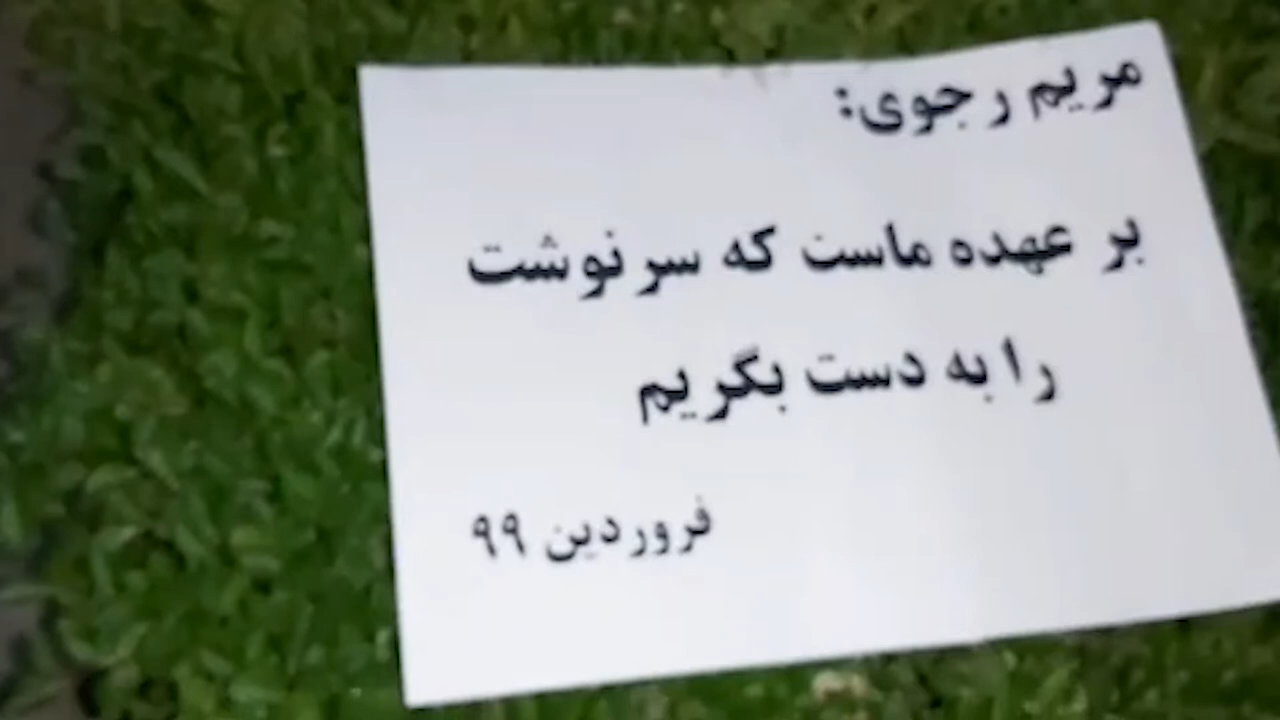 مریم رجوی:
بر عهده ماست که سرنوشت
را به دست بگیریم
فروردین ۹۹